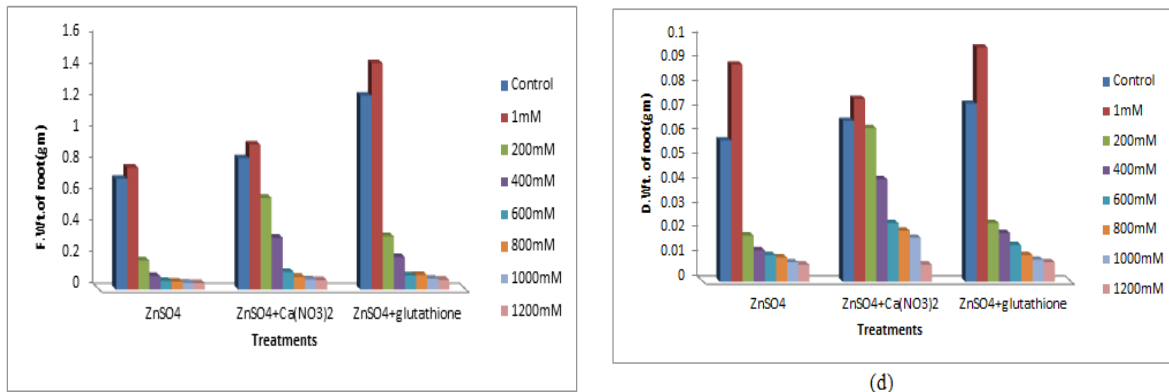 1.6
1.4
1.2
1
0.8
0.6
0.4
0.2
0
F.Wt.of root(gm)
ZnSO4
ZnSO4+Ca(NO3)2
ZnSO4+glutathione
Treatments
Control
1mM
200mM
400mM
600mM
800mM
1000mM
1200mM
0.1
0.09
0.08
0.07
0.06
0.05
0.04
0.03
0.02
0.01
0
D.Wt. of root(gm)
ZnSO4
ZnSO4+Ca(NO3)2
ZnSO4+glutathione
Treatments
Control
1mM
200mM
400mM
600mM
800mM
1000mM
1200mM
(d)